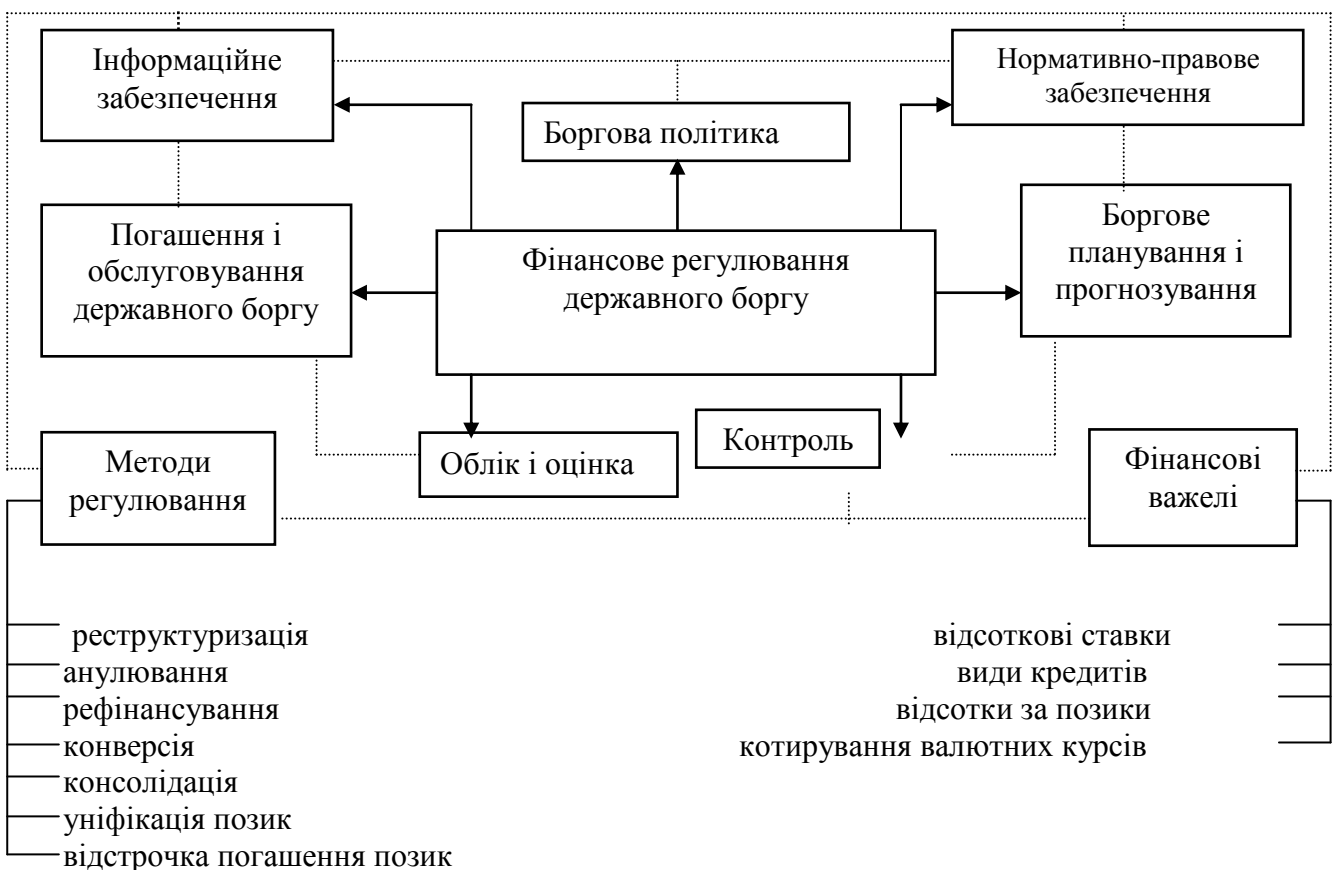 Інформаційне
забезпечення
Нормативно-правове
забезпечення
Боргова політика
Погашення і
обслуговування
державного боргу
Фінансове регулювання
державного боргу
Боргове
планування і
прогнозування
Методи
регулювання
Облік і оцінка
Контроль
Фінансові
важелі
реструктуризація
анулювання
рефінансування
конверсія
консолідація
уніфікація позик
відстрочка погашення позик
відсоткові ставки
види кредитів
відсотки за позики
котирування валютних курсів